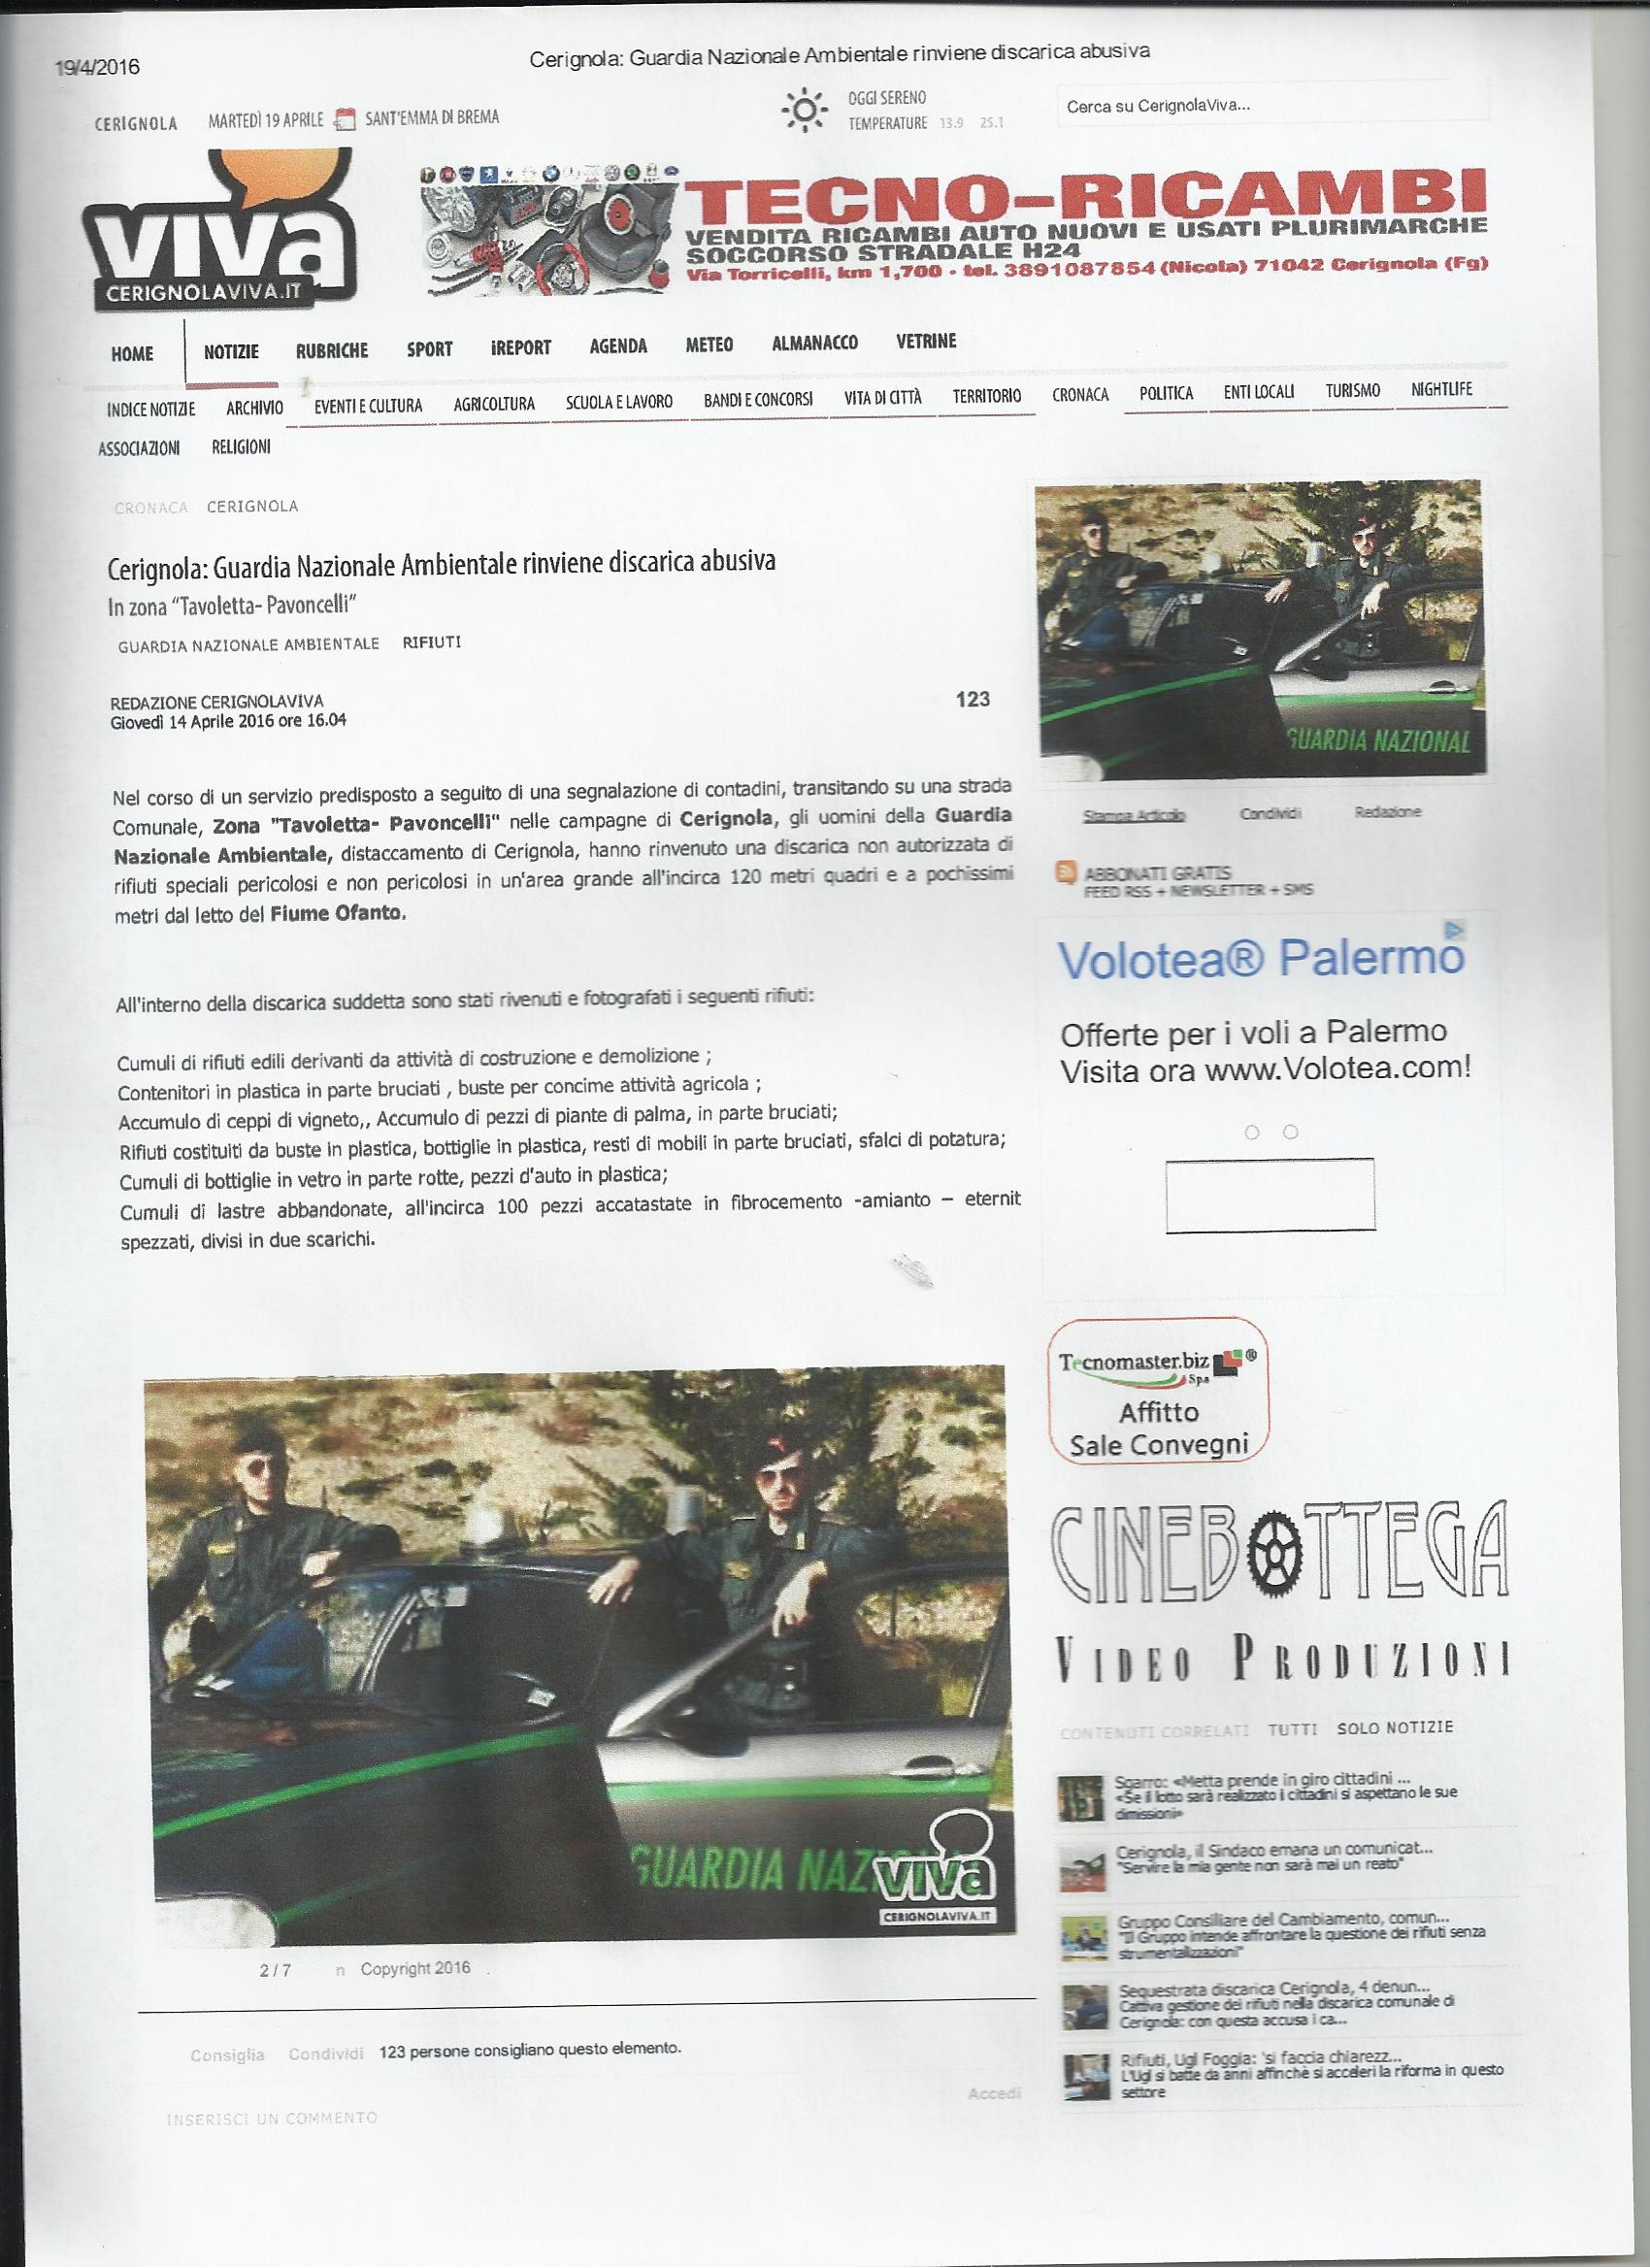 19/4/2016
Cerignola: Guardia Nazionale Ambientale rinviene discarica abusiva
CERIGNOLA MARTEDÌ 19 APRILE SANT'EMMA DI BREMA
OGGI SERENO
TEMPERATURE 13.9 25.1
Cerca su CerignolaViva...
VIVA
CERIGNOLAVIVA.IT
TECNO-RICAMBI
VENDITA RICAMBI AUTO NUOVI E USATI PLURIMARCHE
SOCCORSO STRADALE H24
Via Torricelli, km 1,700 - tel. 3891087854 (Nicola) 71042 Cerignola (Fg)
HOME NOTIZIE RUBRICHE SPORT iREPORT AGENDA METEO ALMANACCO VETRINE
INDICE NOTIZIE ARCHIVIO EVENTI E CULTURA AGRICOLTURA SCUOLA E LAVORO BANDI E CONCORSI VITA DI CITTÀ TERRITORIO CRONACA POLITICA ENTI LOCALI TURISMO NIGHTLIFE
ASSOCIAZIONI RELIGIONI
CRONACA CERIGNOLA
Cerignola: Guardia Nazionale Ambientale rinviene discarica abusiva
In zona “Tavoletta- Pavoncelli”
GUARDIA NAZIONALE AMBIENTALE RIFIUTI
REDAZIONE CERIGNOLAVIVA
Giovedì 14 Aprile 2016 ore 16.04
123
Nel corso di un servizio predisposto a seguito di una segnalazione di contadini, transitando su una strada
Comunale, Zona "Tavoletta- Pavoncelli" nelle campagne di Cerignola, gli uomini della Guardia
Nazionale Ambientale, distaccamento di Cerignola, hanno rinvenuto una discarica non autorizzata di
rifiuti speciali pericolosi e non pericolosi in un'area grande all'incirca 120 metri quadri e a pochissimi
metri dal letto del Fiume Ofanto.
All'interno della discarica suddetta sono stati rivenuti e fotografati i seguenti rifiuti:
Cumuli di rifiuti edili derivanti da attività di costruzione e demolizione ;
Contenitori in plastica in parte bruciati , buste per concime attività agricola ;
Accumulo di ceppi di vigneto,, Accumulo di pezzi di piante di palma, in parte bruciati;
Rifiuti costituiti da buste in plastica, bottiglie in plastica, resti di mobili in parte bruciati, sfalci di potatura;
Cumuli di bottiglie in vetro in parte rotte, pezzi d'auto in plastica;
Cumuli di lastre abbandonate, all'incirca 100 pezzi accatastate in fibrocemento -amianto – eternit
spezzati, divisi in due scarichi.
GUARDIA NAZI
VIVA
CERIGNOLAVIVA.IT
2 / 7 n Copyright 2016 .
Consiglia Condividi 123 persone consigliano questo elemento.
Accedi
INSERISCI UN COMMENTO
GUARDIA NAZIONAL
Stampa Articolo Condividi Redazione
ABBONATI GRATIS
FEED RSS + NEWSLETTER + SMS
Volotea® Palermo
Offerte per i voli a Palermo
Visita ora www.Volotea.com!
Tecnomaster.biz ®
Spa
Affitto
Sale Convegni
CINEBOTTEGA
VIDEO PRODUZIONI
CONTENUTI CORRELATI TUTTI SOLO NOTIZIE
Sgarro: «Metta prende in giro cittadini ...
«Se il lotto sarà realizzato i cittadini si aspettano le sue
dimissioni»
Cerignola, il Sindaco emana un comunicat...
"Servire la mia gente non sarà mai un reato"
Gruppo Consiliare del Cambiamento, comun...
"Il Gruppo intende affrontare la questione dei rifiuti senza
strumentalizzazioni"
Sequestrata discarica Cerignola, 4 denun...
Cattiva gestione dei rifiuti nella discarica comunale di
Cerignola: con questa accusa i ca...
Rifiuti, Ugl Foggia: 'si faccia chiarezz...
L'Ugl si batte da anni affinchè si acceleri la riforma in questo
settore